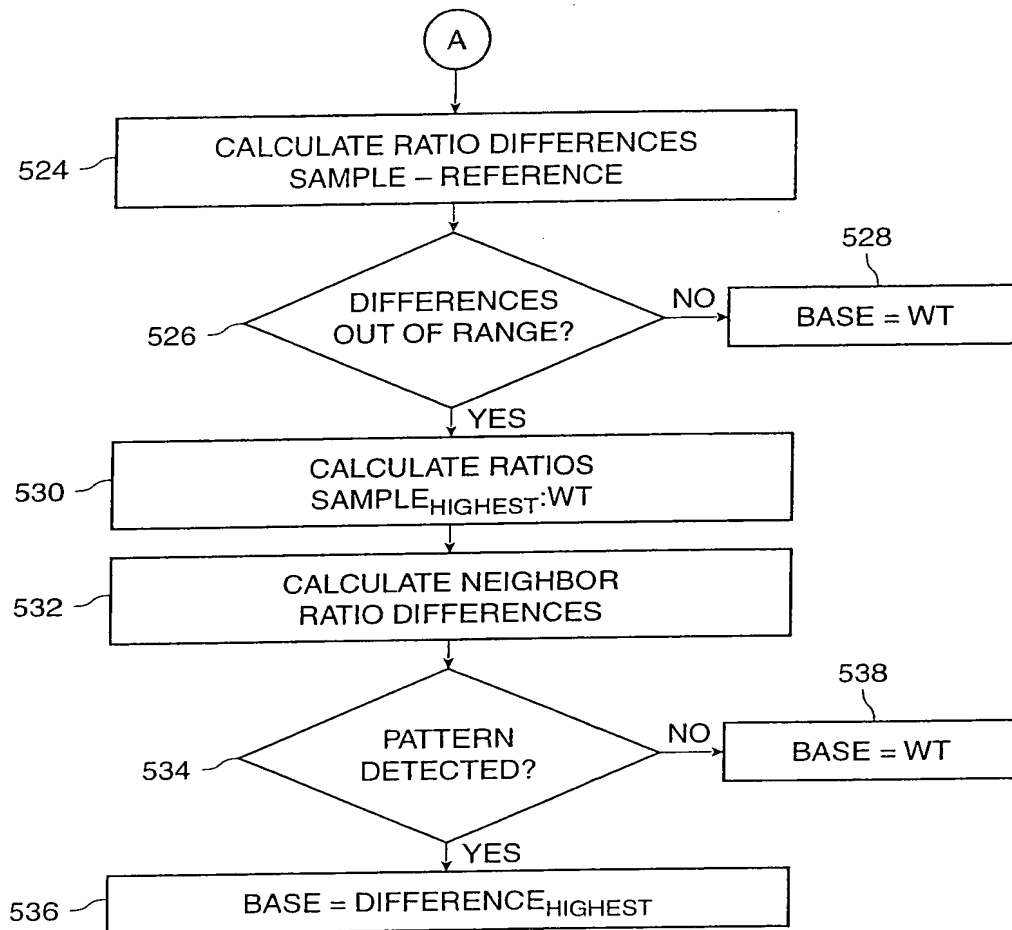 A
CALCULATE RATIO DIFFERENCES
SAMPLE – REFERENCE
524
528
DIFFERENCES
OUT OF RANGE?
NO
BASE = WT
526
YES
CALCULATE RATIOS
SAMPLEHIGHEST:WT
530
CALCULATE NEIGHBOR
RATIO DIFFERENCES
532
538
PATTERN
DETECTED?
NO
BASE = WT
534
YES
BASE = DIFFERENCEHIGHEST
536